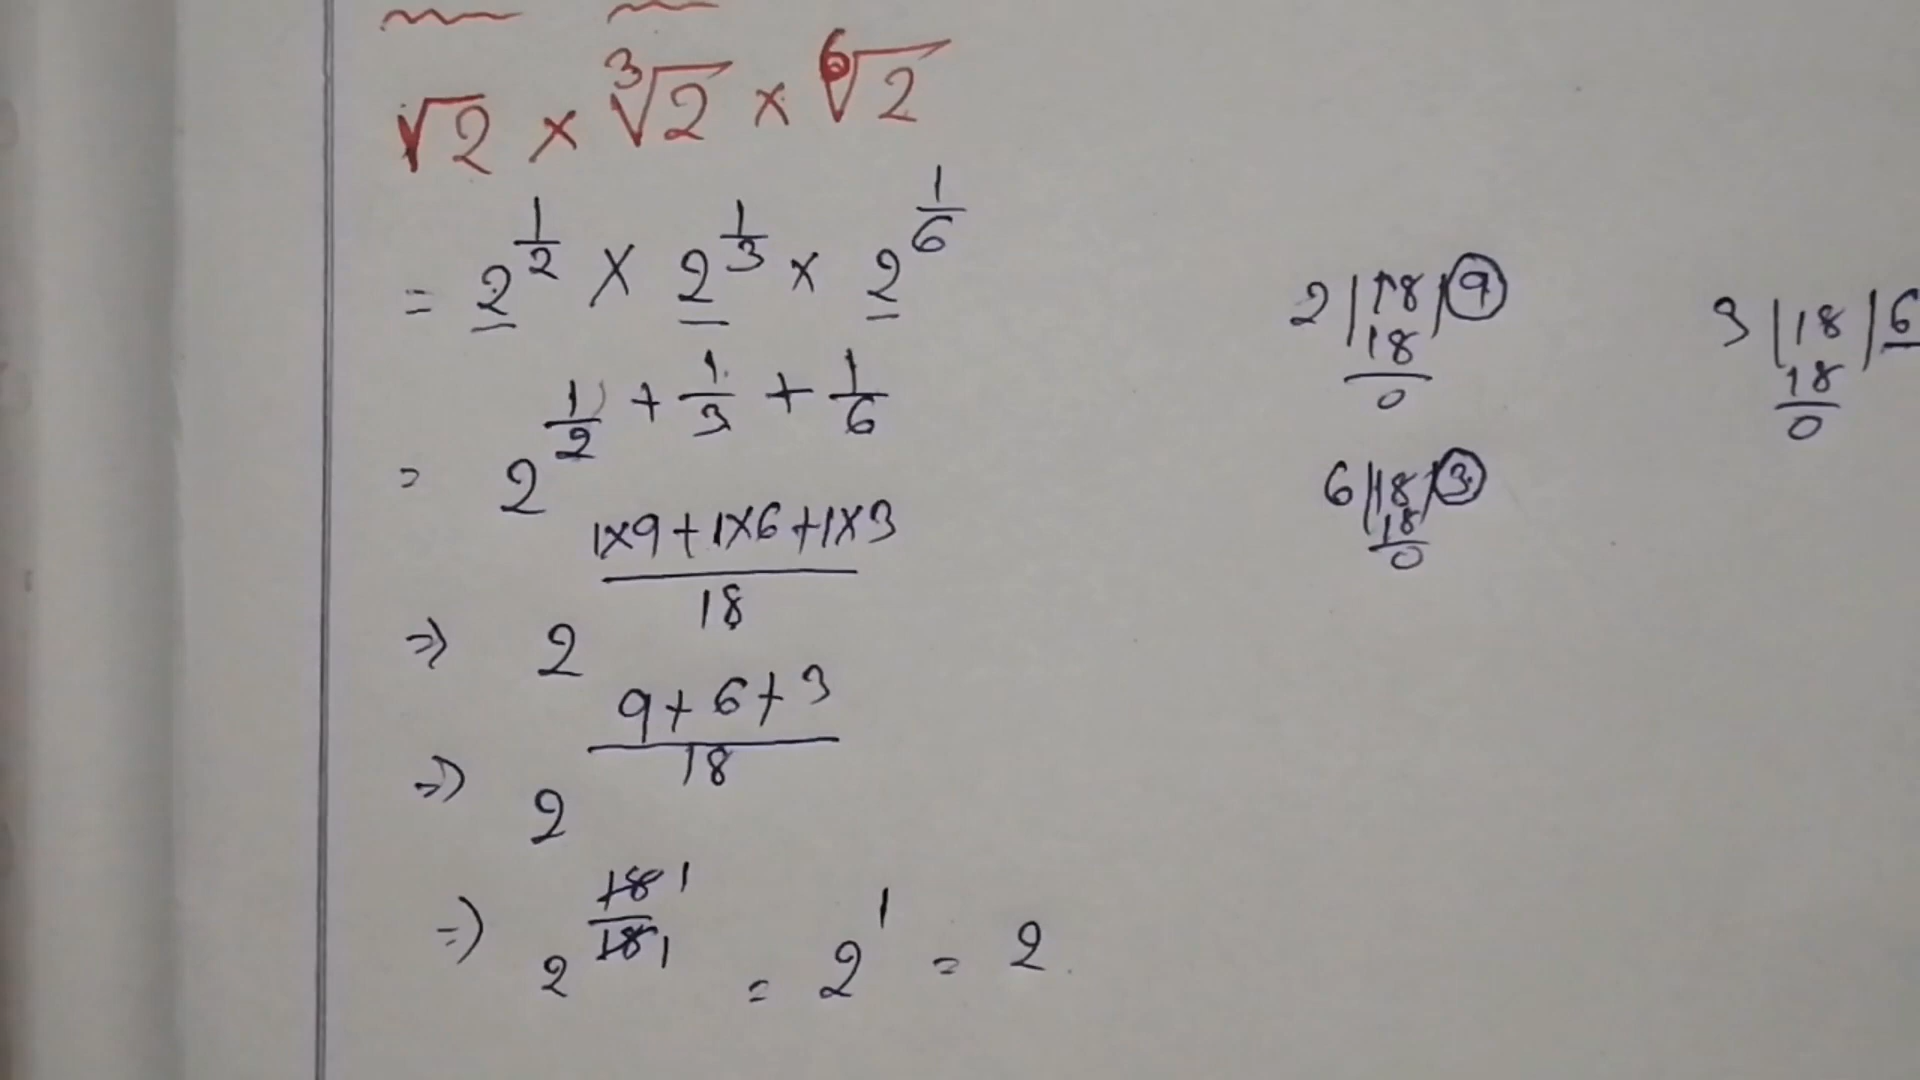 √2 × ∛2 × ⁶√2
= 2^(1/2) × 2^(1/3) × 2^(1/6)
= 2^(1/2 + 1/3 + 1/6)
⇒ 2^((1×9+1×6+1×3)/18)
⇒ 2^((9+6+3)/18)
⇒ 2^(18/18) 1 1 = 2^1 = 2
2 | 18 | 9
18
0
3 | 18 | 6
18
0
6 | 18 | 3
18
0